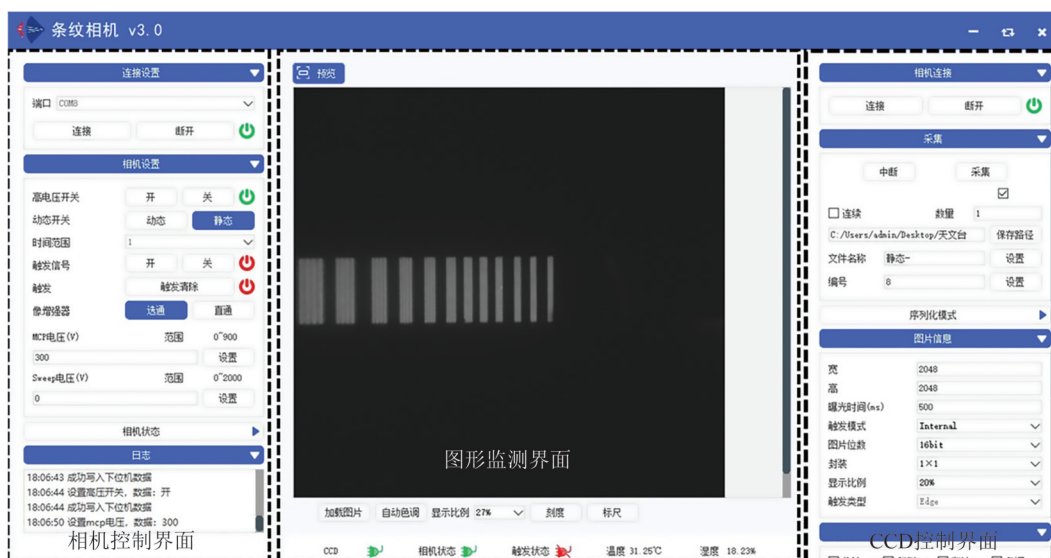 条纹相机 v3.0
连接设置
端口 COM8
连接 断开
相机设置
高电压开关 开 关
动态开关 动态 静态
时间范围 1
触发信号 开 关
触发 触发清除
像增强器 选通 直通
MCP电压(V) 范围 0~900
300 设置
Sweep电压(V) 范围 0~2000
0 设置
相机状态
日志
18:06:43 成功写入下位机数据
18:06:44 设置高压开关, 数据: 开
18:06:44 成功写入下位机数据
18:06:50 设置mcp电压, 数据: 300
相机控制界面
预览
图形监测界面
加载图片 自动色调 显示比例 27% 刻度 标尺
CCD 相机状态 触发状态 温度 31.25℃ 湿度 18.23%
相机连接
连接 断开
采集
中断 采集
连续 数量 1
C:/Users/admin/Desktop/天文台 保存路径
文件名称 静态- 设置
编号 8 设置
序列化模式
图片信息
宽 2048
高 2048
曝光时间(ms) 500
触发模式 Internal
图片位数 16bit
封装 1×1
显示比例 20%
触发类型 Edge
CCD控制界面